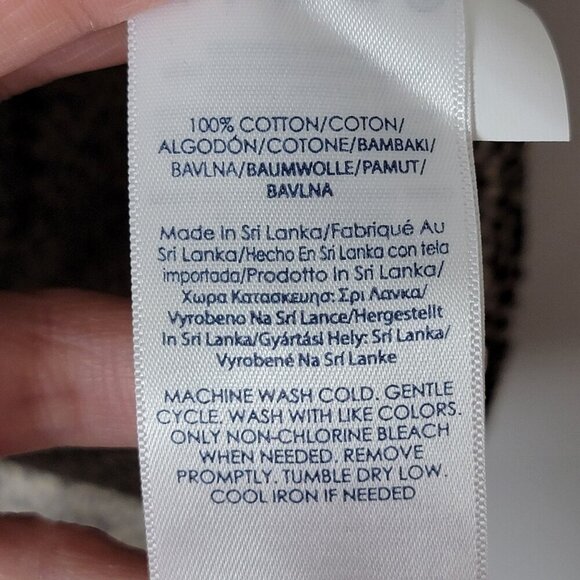 100% COTTON/COTON/
ALGODÓN/COTONE/BAMBAKI/
BAVLNA/BAUMWOLLE/PAMUT/
BAVLNA
Made In Sri Lanka/Fabriqué Au
Sri Lanka/Hecho En Sri Lanka con tela
importada/Prodotto In Sri Lanka/
Χωρα Κατασκευησ: Σρι Λανκα/
Vyrobeno Na Srí Lance/Hergestellt
In Sri Lanka/Gyártási Hely: Srí Lanka/
Vyrobené Na Srí Lanke
MACHINE WASH COLD. GENTLE
CYCLE. WASH WITH LIKE COLORS.
ONLY NON-CHLORINE BLEACH
WHEN NEEDED. REMOVE
PROMPTLY. TUMBLE DRY LOW.
COOL IRON IF NEEDED